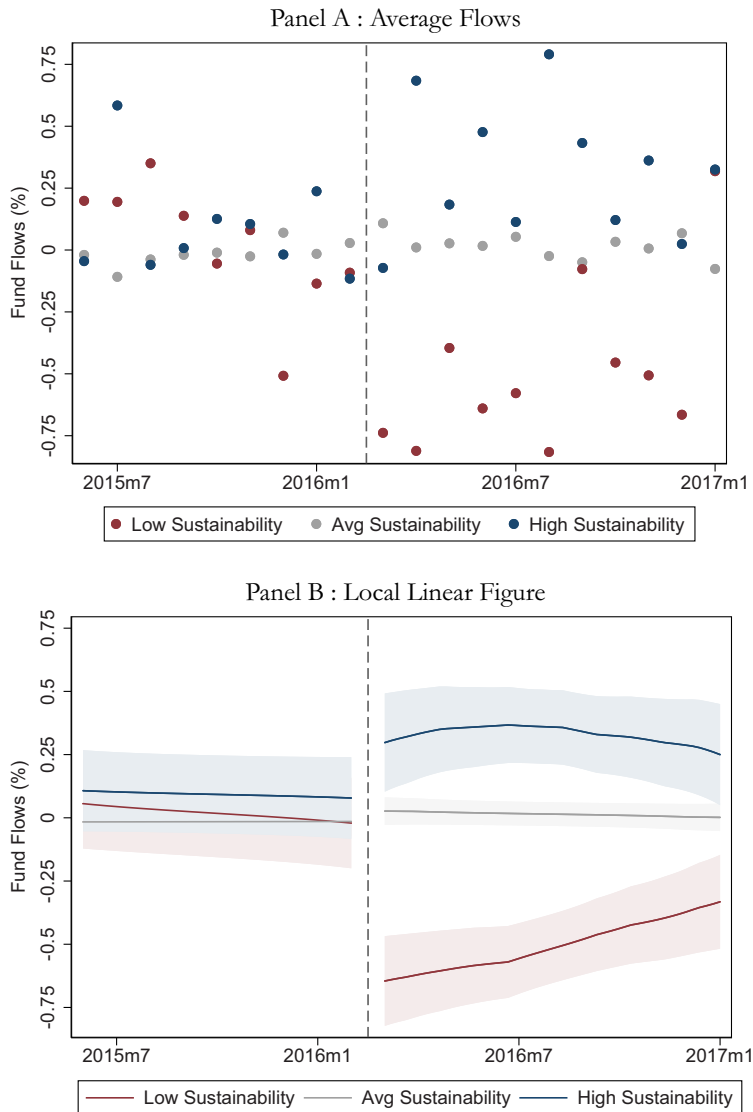 Panel A : Average Flows
0.75
0.5
0.25
0
-0.25
-0.5
-0.75
Fund Flows (%)
2015m7 2016m1 2016m7 2017m1
Low Sustainability Avg Sustainability High Sustainability
Panel B : Local Linear Figure
0.75
0.5
0.25
0
-0.25
-0.5
-0.75
Fund Flows (%)
2015m7 2016m1 2016m7 2017m1
Low Sustainability Avg Sustainability High Sustainability